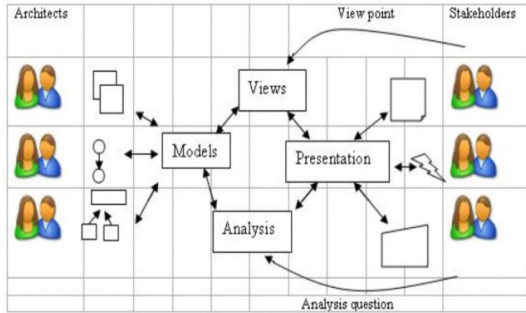 Architects
View point
Stakeholders
Views
Models
Presentation
Analysis
Analysis question